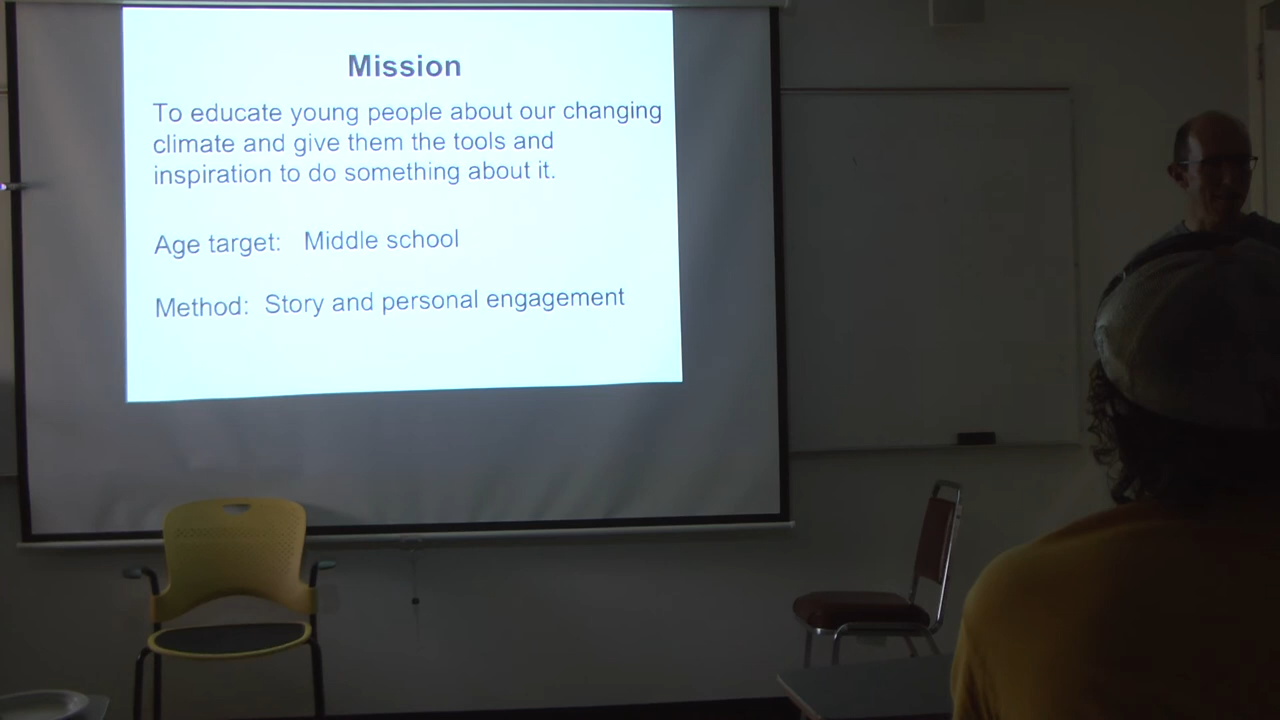 Mission
To educate young people about our changing
climate and give them the tools and
inspiration to do something about it.
Age target: Middle school
Method: Story and personal engagement